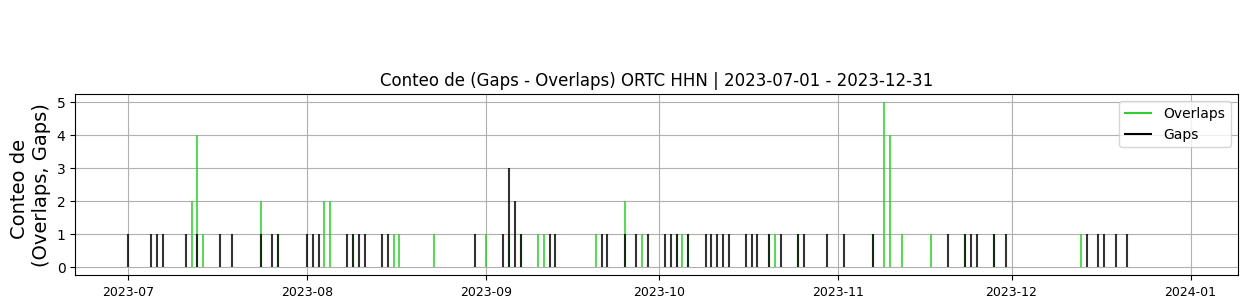 Conteo de (Gaps - Overlaps) ORTC HHN | 2023-07-01 - 2023-12-31
Conteo de
(Overlaps, Gaps)
5
4
3
2
1
0
Overlaps
Gaps
2023-07
2023-08
2023-09
2023-10
2023-11
2023-12
2024-01